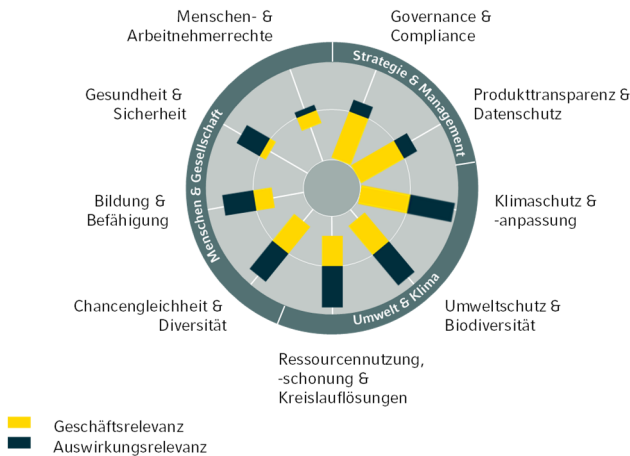 Menschen- &
Arbeitnehmerrechte
Governance &
Compliance
Strategie & Management
Gesundheit &
Sicherheit
Produkttransparenz &
Datenschutz
Menschen & Gesellschaft
Bildung &
Befähigung
Klimaschutz &
-anpassung
Chancengleichheit &
Diversität
Umwelt & Klima
Umweltschutz &
Biodiversität
Ressourcennutzung,
-schonung &
Kreislauflösungen
Geschäftsrelevanz
Auswirkungsrelevanz